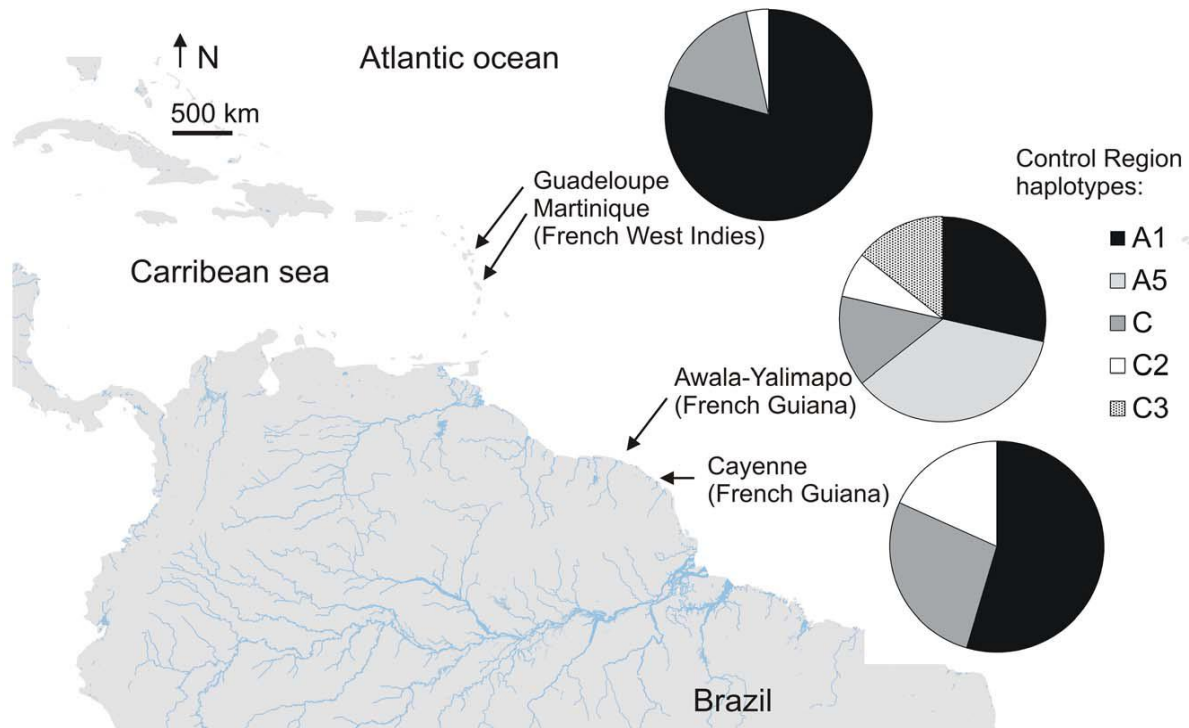 N
Atlantic ocean
500 km
Guadeloupe
Martinique
(French West Indies)
Carribean sea
Control Region
haplotypes:
A1
A5
C
C2
C3
Awala-Yalimapo
(French Guiana)
Cayenne
(French Guiana)
Brazil